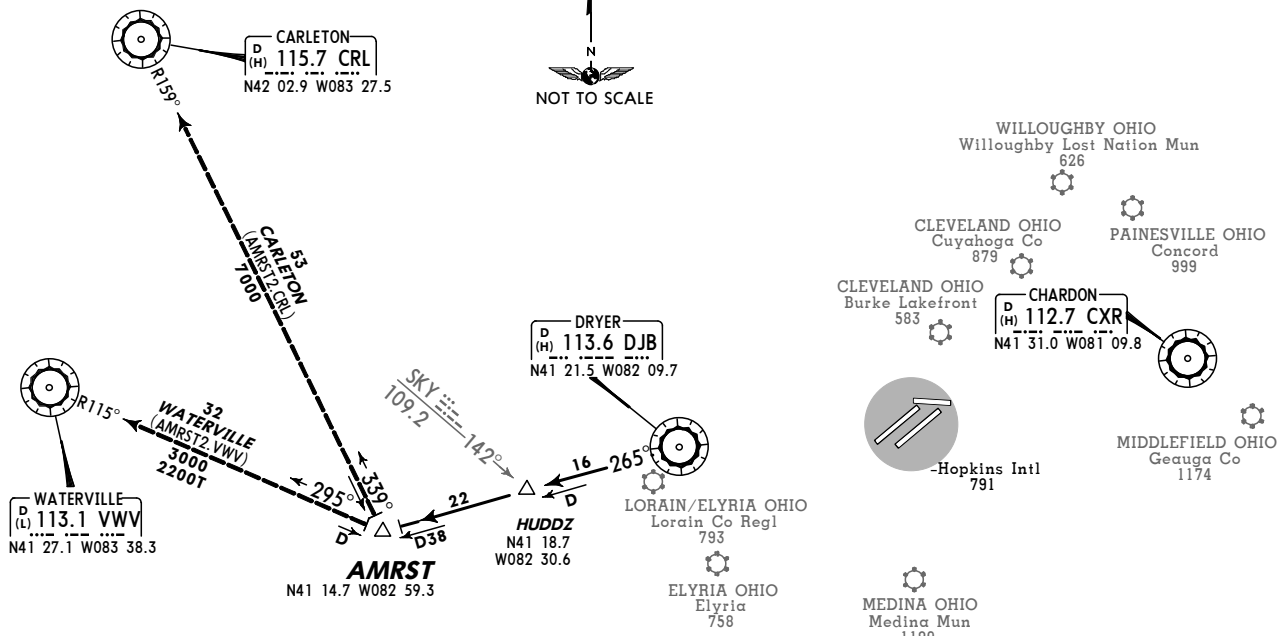 CARLETON
D
(H) 115.7 CRL
N42 02.9 W083 27.5
R159°
N
NOT TO SCALE
WILLOUGHBY OHIO
Willoughby Lost Nation Mun
626
PAINESVILLE OHIO
Concord
999
CLEVELAND OHIO
Cuyahoga Co
879
CLEVELAND OHIO
Burke Lakefront
583
CHARDON
D
(H) 112.7 CXR
N41 31.0 W081 09.8
53
CARLETON
(AMRST2.CRL)
7000
DRYER
D
(H) 113.6 DJB
N41 21.5 W082 09.7
SKY
109.2
142°
R115°
32
WATERVILLE
(AMRST2.VWV)
3000
2200T
295°
339°
D
WATERVILLE
D
(L) 113.1 VWV
N41 27.1 W083 38.3
265°
16
D
22
D38
HUDDZ
N41 18.7
W082 30.6
AMRST
N41 14.7 W082 59.3
Hopkins Intl
791
MIDDLEFIELD OHIO
Geauga Co
1174
LORAIN/ELYRIA OHIO
Lorain Co Regl
793
ELYRIA OHIO
Elyria
758
MEDINA OHIO
Medina Mun